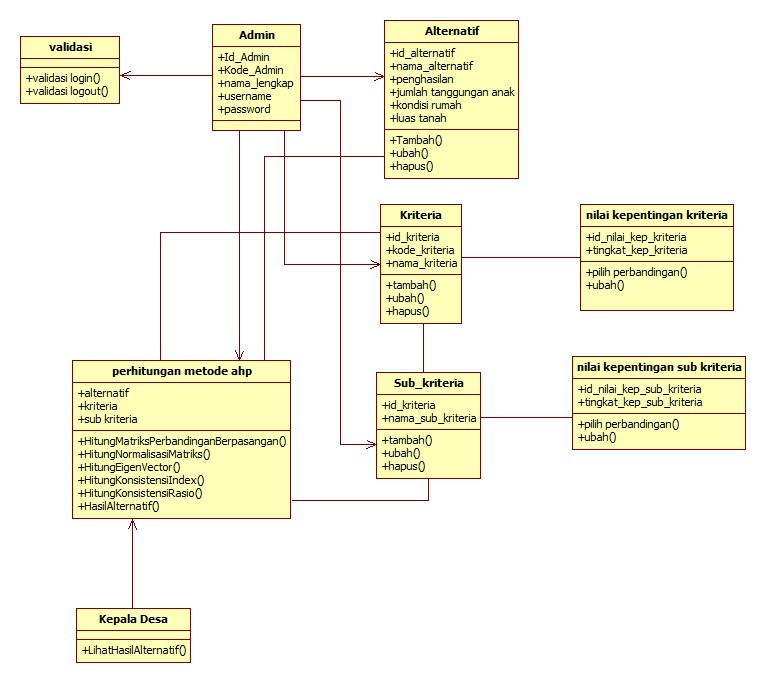 validasi
+validasi login()
+validasi logout()
Admin
+Id_Admin
+Kode_Admin
+nama_lengkap
+username
+password
Alternatif
+id_alternatif
+nama_alternatif
+penghasilan
+jumlah tanggungan anak
+kondisi rumah
+luas tanah
+Tambah()
+ubah()
+hapus()
Kriteria
+id_kriteria
+kode_kriteria
+nama_kriteria
+tambah()
+ubah()
+hapus()
nilai kepentingan kriteria
+id_nilai_kep_kriteria
+tingkat_kep_kriteria
+pilih perbandingan()
+ubah()
perhitungan metode ahp
+alternatif
+kriteria
+sub kriteria
+HitungMatriksPerbandinganBerpasangan()
+HitungNormalisasiMatriks()
+HitungEigenVector()
+HitungKonsistensiIndex()
+HitungKonsistensiRasio()
+HasilAlternatif()
Sub_kriteria
+id_kriteria
+nama_sub_kriteria
+tambah()
+ubah()
+hapus()
nilai kepentingan sub kriteria
+id_nilai_kep_sub_kriteria
+tingkat_kep_sub_kriteria
+pilih perbandingan()
+ubah()
Kepala Desa
+LihatHasilAlternatif()